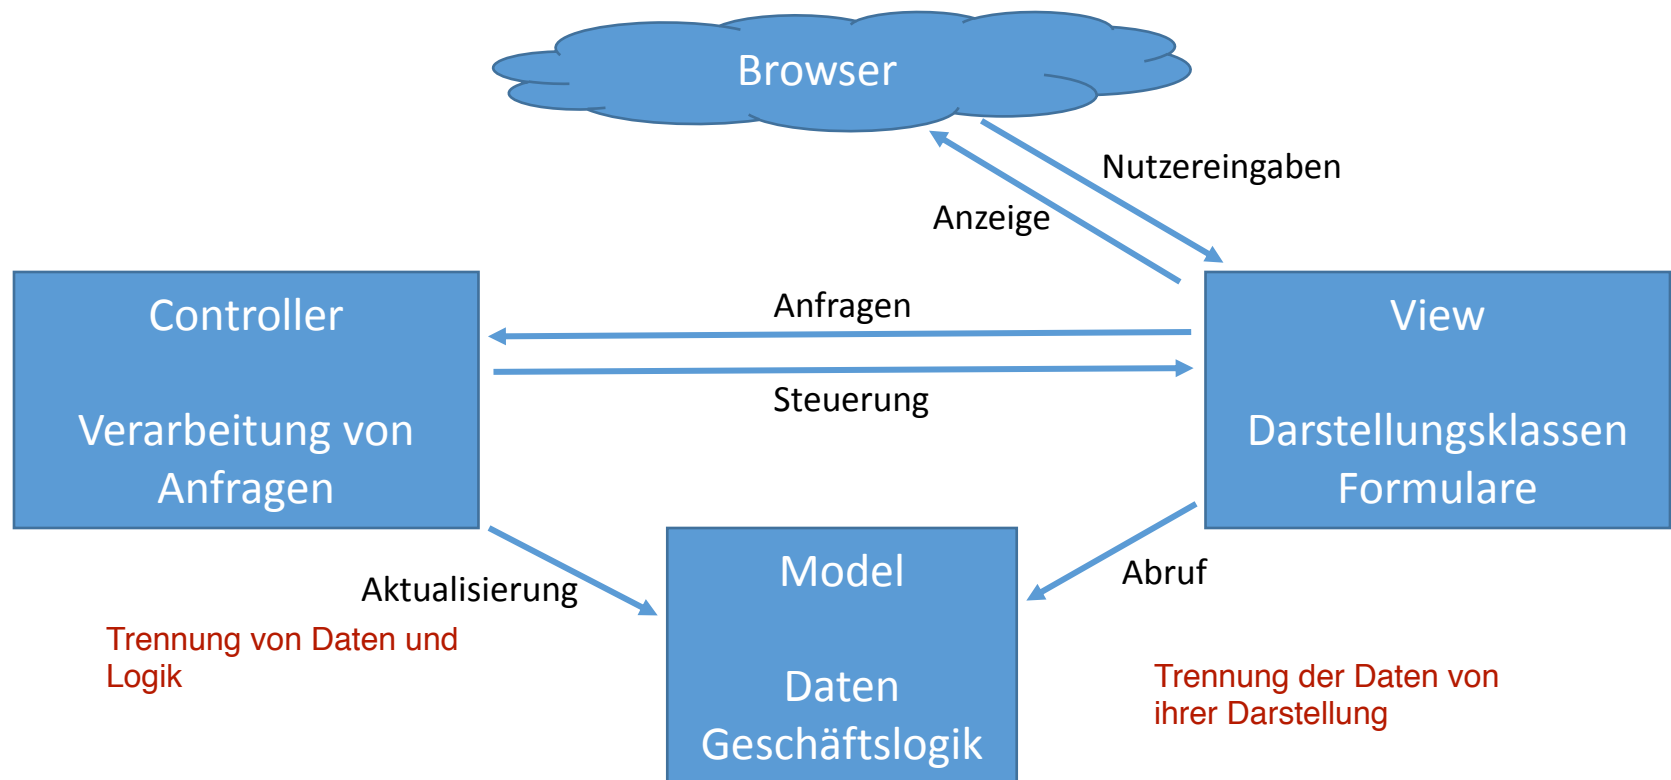 Browser
Nutzereingaben
Anzeige
Controller
Verarbeitung von
Anfragen
Anfragen
Steuerung
View
Darstellungsklassen
Formulare
Aktualisierung
Abruf
Model
Daten
Geschäftslogik
Trennung von Daten und
Logik
Trennung der Daten von
ihrer Darstellung